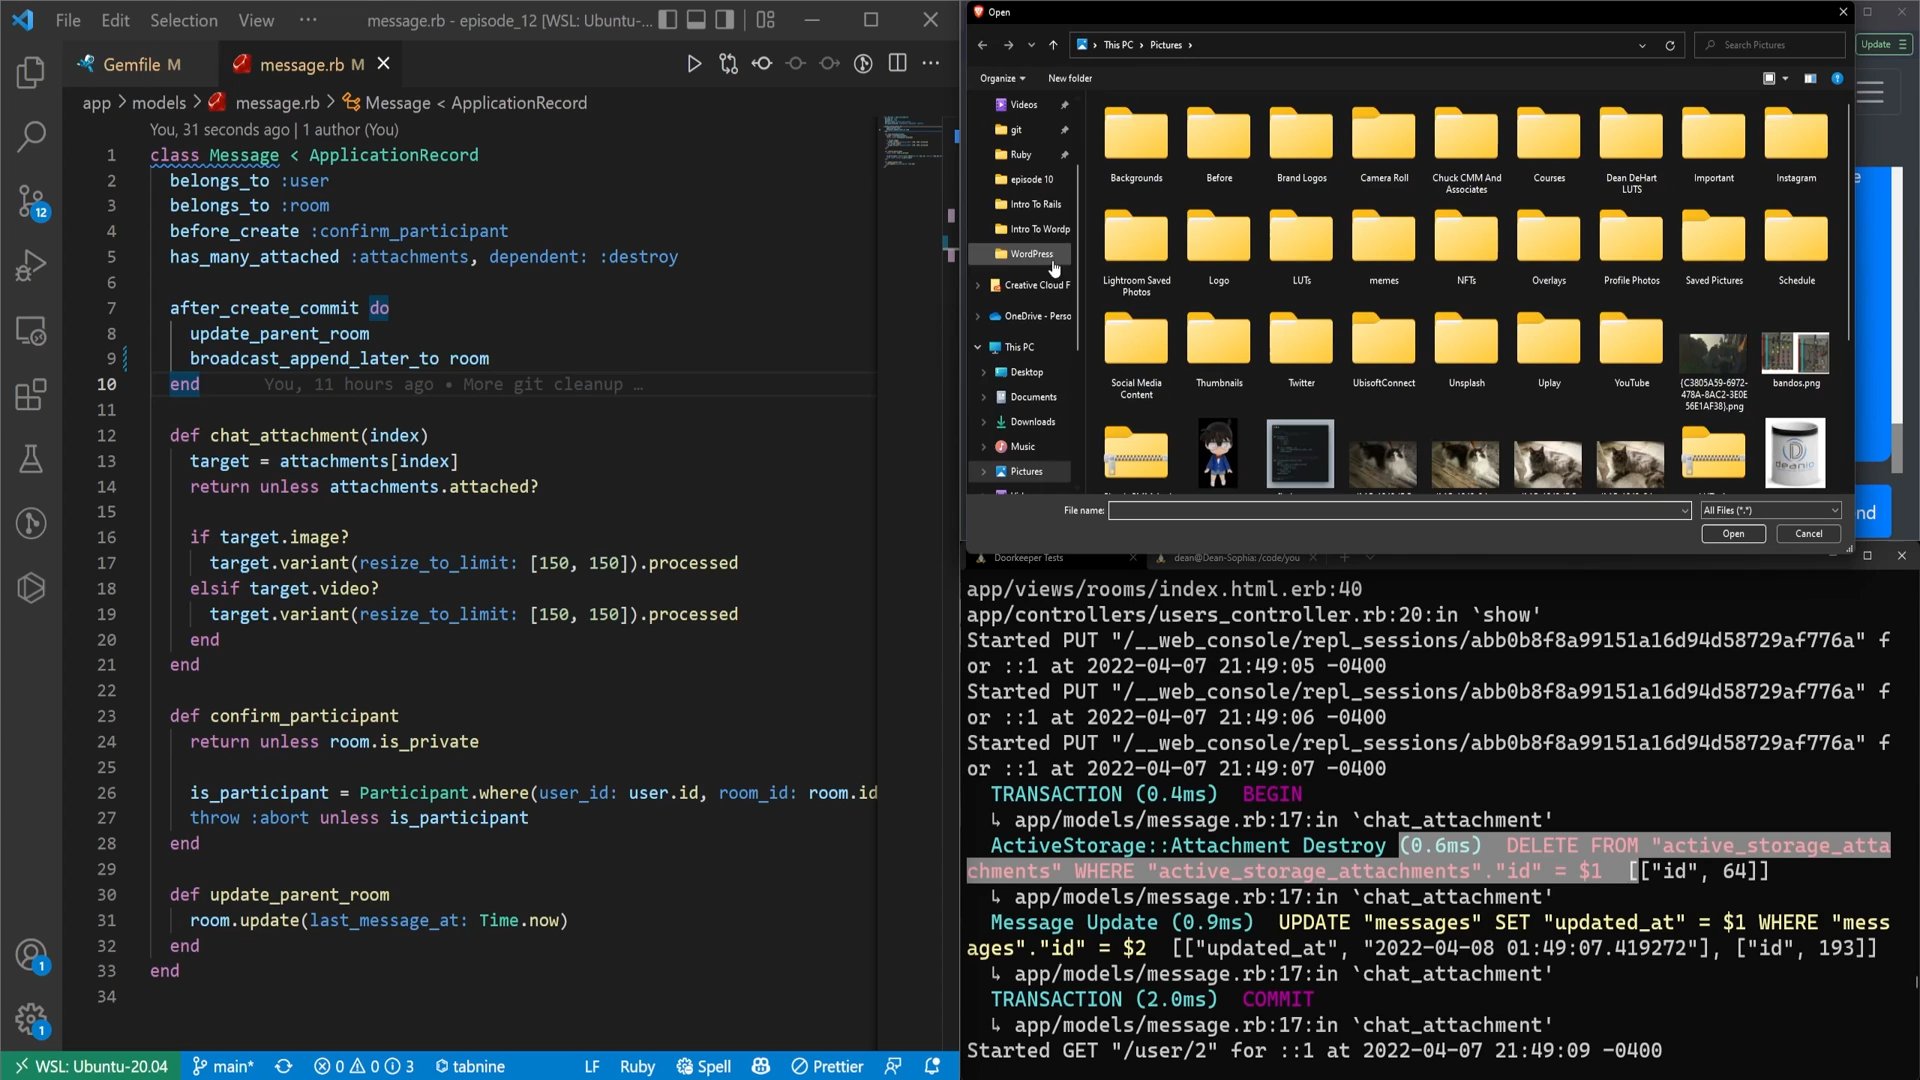 File Edit Selection View ··· message.rb - episode_12 [WSL: Ubuntu-...
Gemfile M message.rb M
app > models > message.rb > Message < ApplicationRecord
You, 31 seconds ago | 1 author (You)
1 class Message < ApplicationRecord
2 belongs_to :user
3 belongs_to :room
4 before_create :confirm_participant
5 has_many_attached :attachments, dependent: :destroy
6
7 after_create_commit do
8 update_parent_room
9 broadcast_append_later_to room
10 end You, 11 hours ago • More git cleanup …
11
12 def chat_attachment(index)
13 target = attachments[index]
14 return unless attachments.attached?
15
16 if target.image?
17 target.variant(resize_to_limit: [150, 150]).processed
18 elsif target.video?
19 target.variant(resize_to_limit: [150, 150]).processed
20 end
21 end
22
23 def confirm_participant
24 return unless room.is_private
25
26 is_participant = Participant.where(user_id: user.id, room_id: room.id
27 throw :abort unless is_participant
28 end
29
30 def update_parent_room
31 room.update(last_message_at: Time.now)
32 end
33 end
34
12
1
1
WSL: Ubuntu-20.04 main* 0 0 3 tabnine LF Ruby Spell Prettier
Open
This PC > Pictures >
Search Pictures
Update
Organize New folder
Videos
git
Ruby
episode 10
Intro To Rails
Intro To Wordp
WordPress
Creative Cloud F
OneDrive - Perso
This PC
Desktop
Documents
Downloads
Music
Pictures
Backgrounds Before Brand Logos Camera Roll Chuck CMM And Associates Courses Dean DeHart LUTS Important Instagram
Lightroom Saved Photos Logo LUTs memes NFTs Overlays Profile Photos Saved Pictures Schedule
Social Media Content Thumbnails Twitter UbisoftConnect Unsplash Uplay YouTube {C3805A59-6972-478A-8AC2-3E0E56E1AF38}.png bandos.png
deanin
File name: All Files (*.*)
Open Cancel
nd
Doorkeeper Tests dean@Dean-Sophia: /code/you
app/views/rooms/index.html.erb:40
app/controllers/users_controller.rb:20:in `show'
Started PUT "/__web_console/repl_sessions/abb0b8f8a99151a16d94d58729af776a" f
or ::1 at 2022-04-07 21:49:05 -0400
Started PUT "/__web_console/repl_sessions/abb0b8f8a99151a16d94d58729af776a" f
or ::1 at 2022-04-07 21:49:06 -0400
Started PUT "/__web_console/repl_sessions/abb0b8f8a99151a16d94d58729af776a" f
or ::1 at 2022-04-07 21:49:07 -0400
TRANSACTION (0.4ms) BEGIN
↳ app/models/message.rb:17:in `chat_attachment'
ActiveStorage::Attachment Destroy (0.6ms) DELETE FROM "active_storage_atta
chments" WHERE "active_storage_attachments"."id" = $1 [["id", 64]]
↳ app/models/message.rb:17:in `chat_attachment'
Message Update (0.9ms) UPDATE "messages" SET "updated_at" = $1 WHERE "mess
ages"."id" = $2 [["updated_at", "2022-04-08 01:49:07.419272"], ["id", 193]]
↳ app/models/message.rb:17:in `chat_attachment'
TRANSACTION (2.0ms) COMMIT
↳ app/models/message.rb:17:in `chat_attachment'
Started GET "/user/2" for ::1 at 2022-04-07 21:49:09 -0400